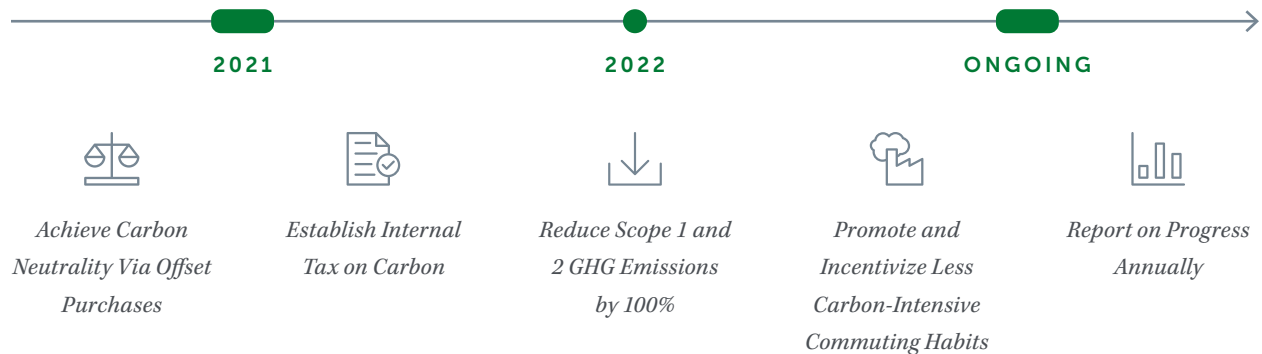 2021
2022
ONGOING
Achieve Carbon
Neutrality Via Offset
Purchases
Establish Internal
Tax on Carbon
Reduce Scope 1 and
2 GHG Emissions
by 100%
Promote and
Incentivize Less
Carbon-Intensive
Commuting Habits
Report on Progress
Annually